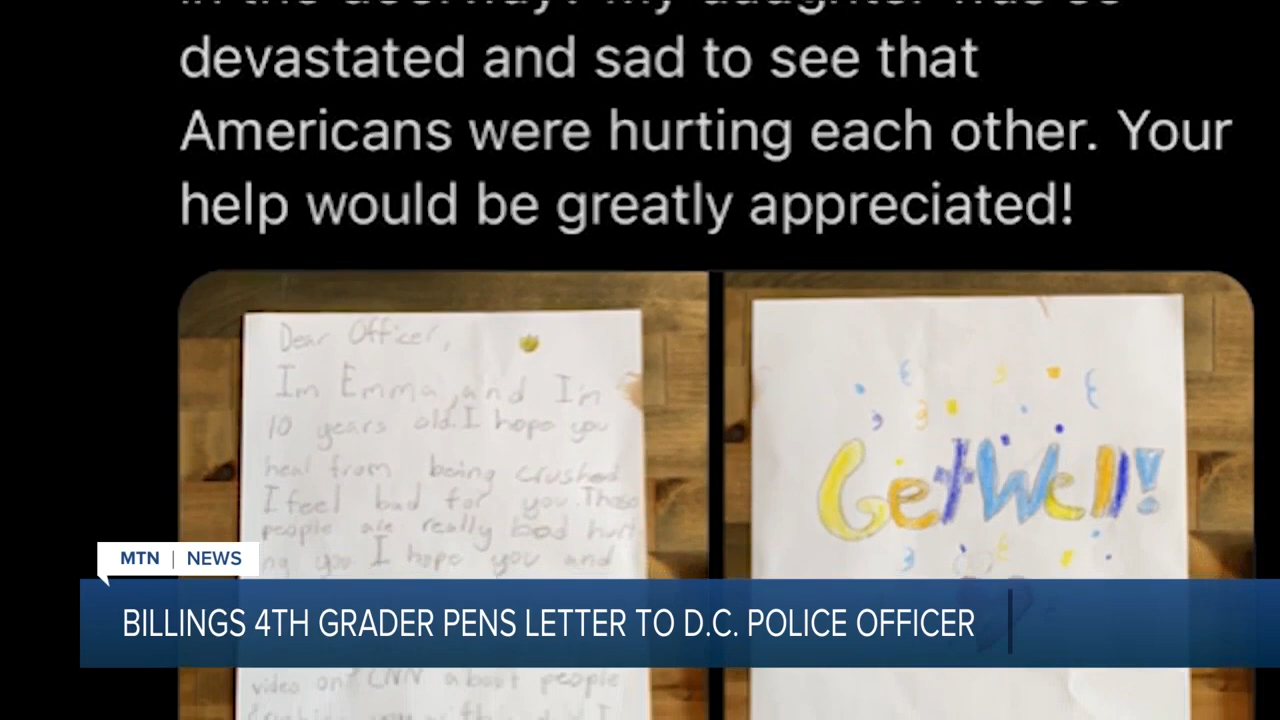 devastated and sad to see that
Americans were hurting each other. Your
help would be greatly appreciated!
Dear Officer,
Im Emma, and I'm
10 years old. I hope you
heal from being crushed
I feel bad for you. Those
people are really bad hurt
ng you I hope you and
video on CNN about people
Get Well!
MTN | NEWS
BILLINGS 4TH GRADER PENS LETTER TO D.C. POLICE OFFICER